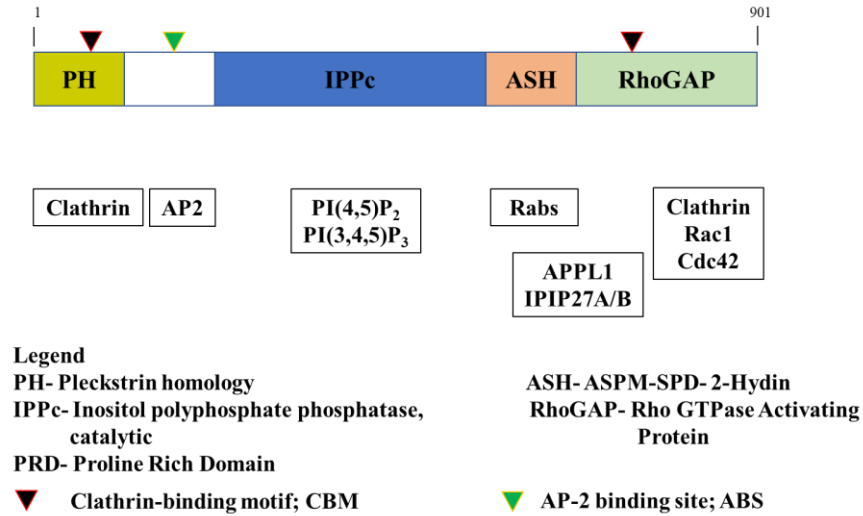 1
901
PH
IPPc
ASH
RhoGAP
Clathrin
AP2
PI(4,5)P₂
PI(3,4,5)P₃
Rabs
APPL1
IPIP27A/B
Clathrin
Rac1
Cdc42
Legend
PH- Pleckstrin homology
IPPc- Inositol polyphosphate phosphatase,
catalytic
PRD- Proline Rich Domain
ASH- ASPM-SPD- 2-Hydin
RhoGAP- Rho GTPase Activating
Protein
Clathrin-binding motif; CBM
AP-2 binding site; ABS